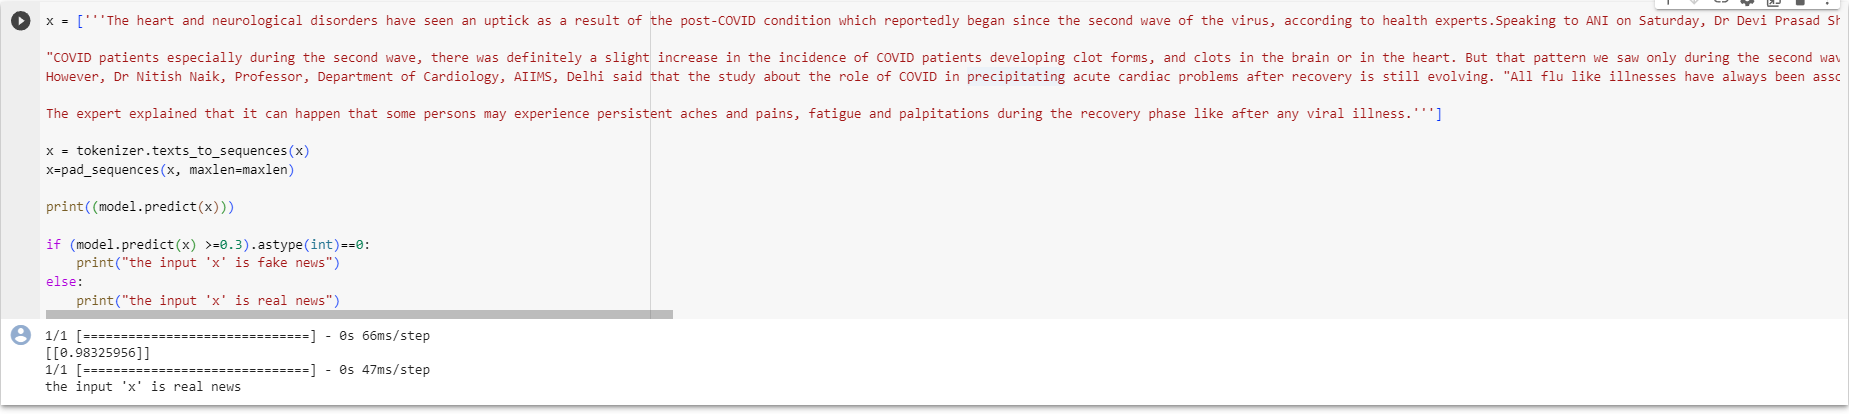 x = ['''The heart and neurological disorders have seen an uptick as a result of the post-COVID condition which reportedly began since the second wave of the virus, according to health experts.Speaking to ANI on Saturday, Dr Devi Prasad Sh
"COVID patients especially during the second wave, there was definitely a slight increase in the incidence of COVID patients developing clot forms, and clots in the brain or in the heart. But that pattern we saw only during the second wav
However, Dr Nitish Naik, Professor, Department of Cardiology, AIIMS, Delhi said that the study about the role of COVID in precipitating acute cardiac problems after recovery is still evolving. "All flu like illnesses have always been asso
The expert explained that it can happen that some persons may experience persistent aches and pains, fatigue and palpitations during the recovery phase like after any viral illness.''']
x = tokenizer.texts_to_sequences(x)
x=pad_sequences(x, maxlen=maxlen)
print((model.predict(x)))
if (model.predict(x) >=0.3).astype(int)==0:
    print("the input 'x' is fake news")
else:
    print("the input 'x' is real news")
1/1 [==============================] - 0s 66ms/step
[[0.98325956]]
1/1 [==============================] - 0s 47ms/step
the input 'x' is real news